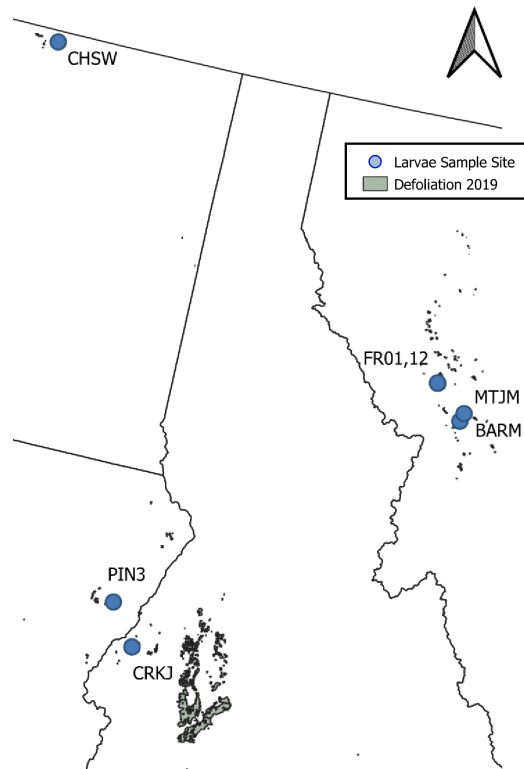 CHSW
Larvae Sample Site
Defoliation 2019
FR01,12
MTJM
BARM
PIN3
CRKJ